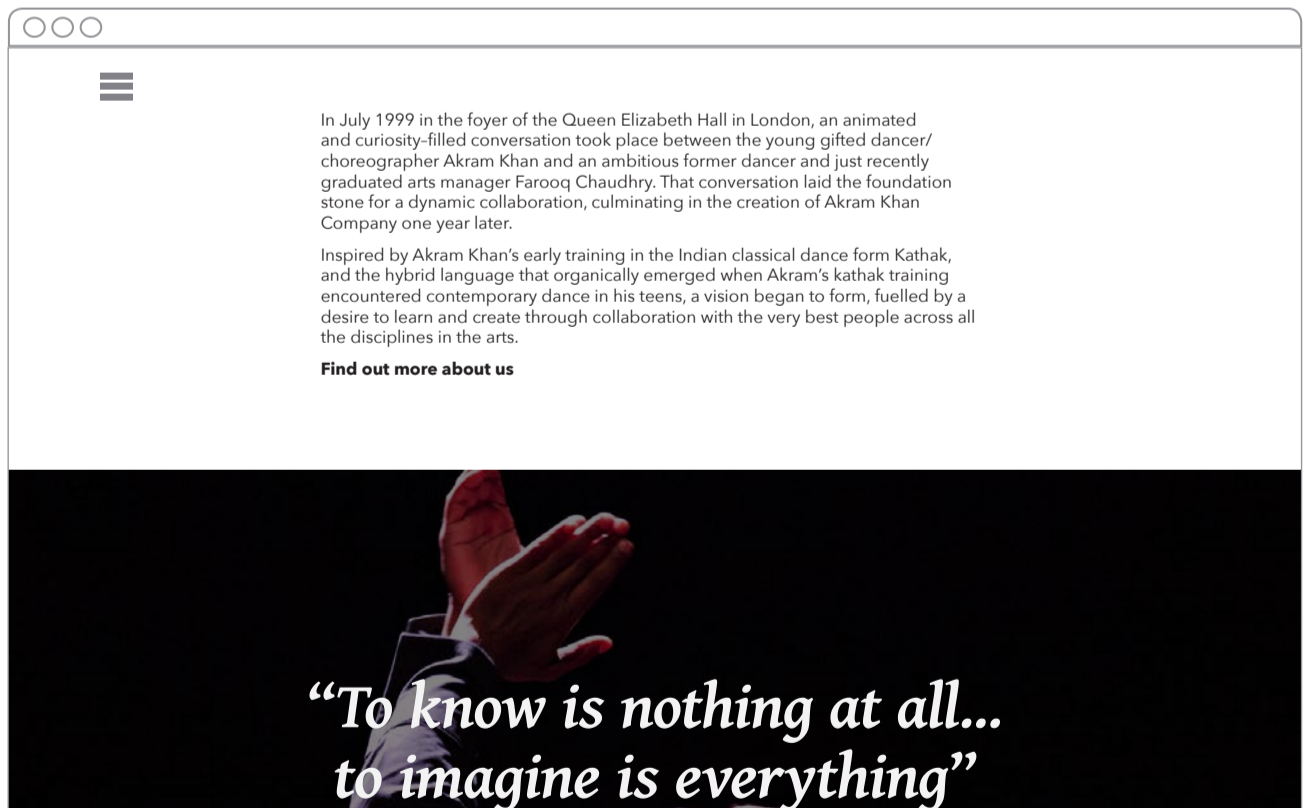 In July 1999 in the foyer of the Queen Elizabeth Hall in London, an animated
and curiosity–filled conversation took place between the young gifted dancer/
choreographer Akram Khan and an ambitious former dancer and just recently
graduated arts manager Farooq Chaudhry. That conversation laid the foundation
stone for a dynamic collaboration, culminating in the creation of Akram Khan
Company one year later.
Inspired by Akram Khan’s early training in the Indian classical dance form Kathak,
and the hybrid language that organically emerged when Akram’s kathak training
encountered contemporary dance in his teens, a vision began to form, fuelled by a
desire to learn and create through collaboration with the very best people across all
the disciplines in the arts.
Find out more about us
“To know is nothing at all...
to imagine is everything”